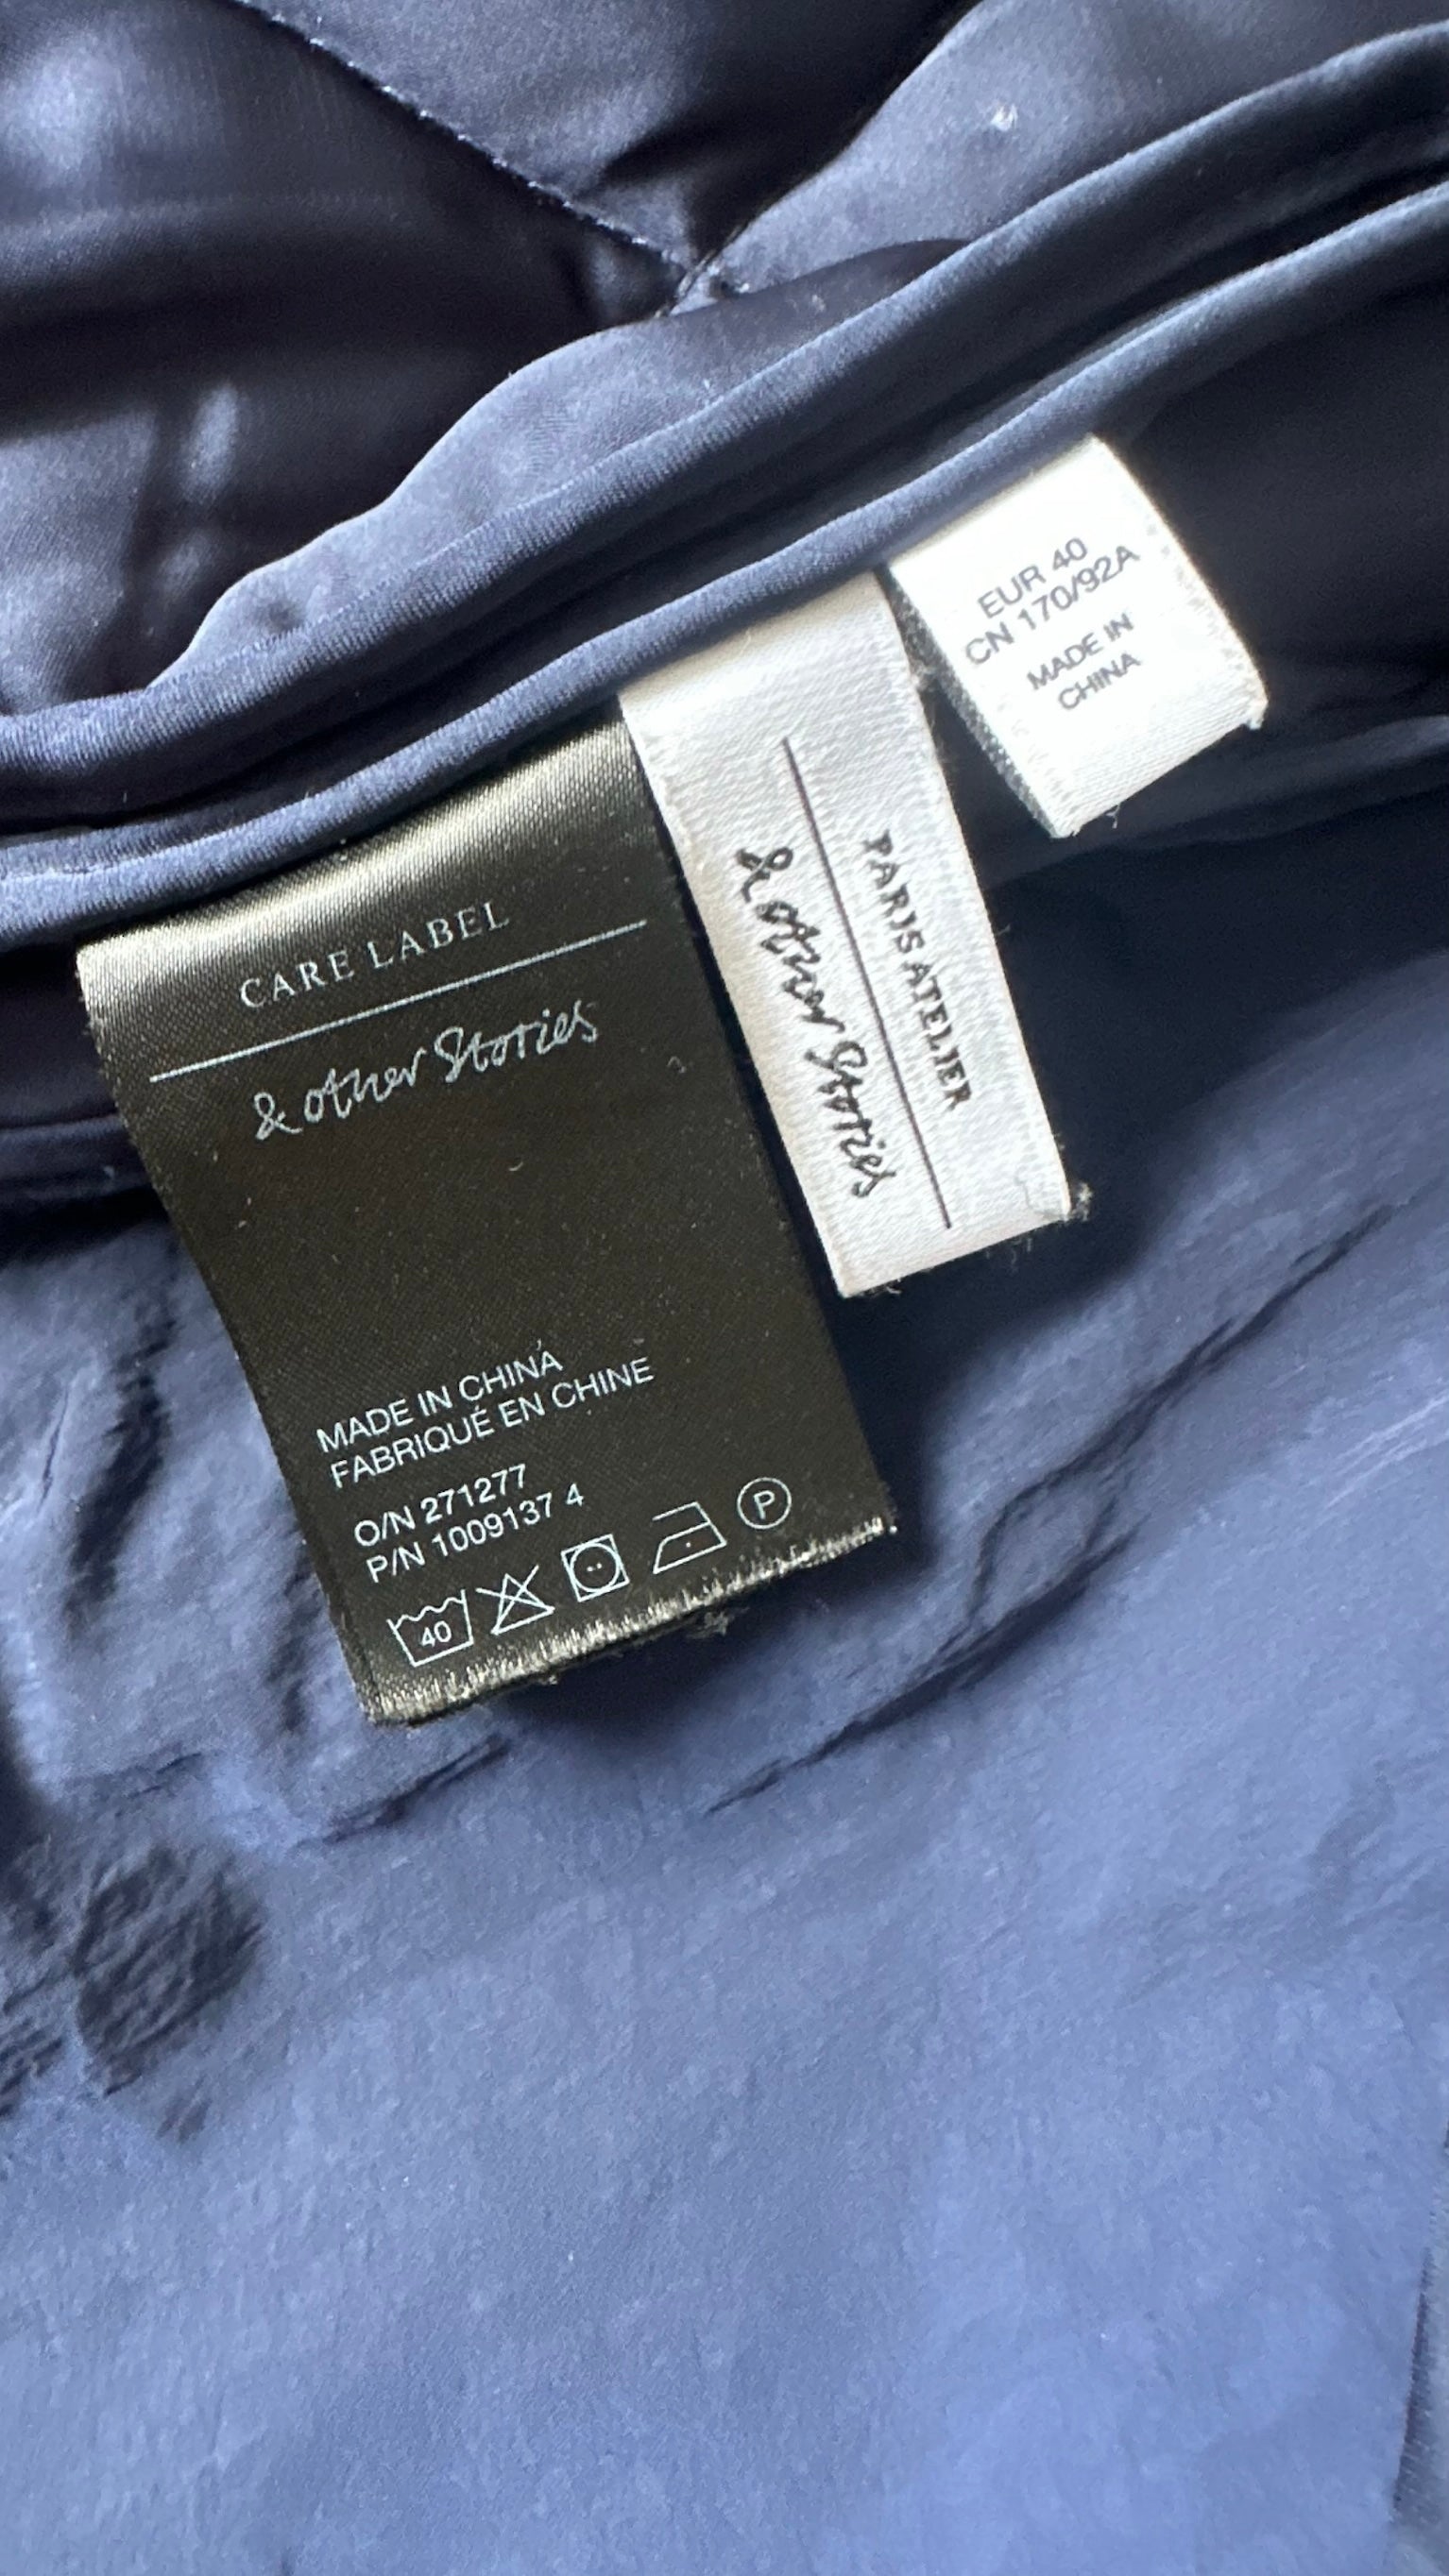 CARE LABEL
& other Stories
MADE IN CHINA
FABRIQUÉ EN CHINE
O/N 271277
P/N 1009137 4
40
P
PARIS ATELIER
& other Stories
EUR 40
CN 170/92A
MADE IN
CHINA